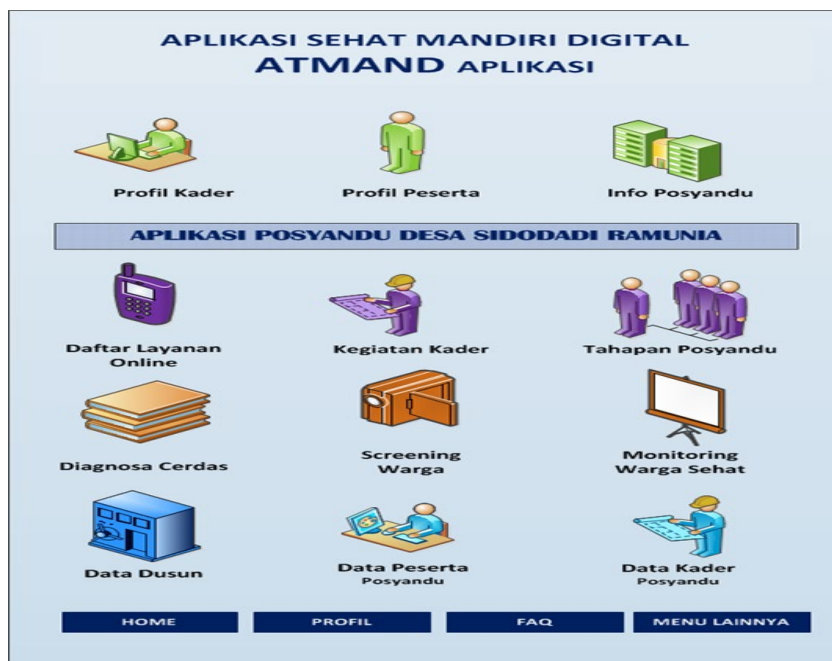 APLIKASI SEHAT MANDIRI DIGITAL
ATMAND APLIKASI
Profil Kader
Profil Peserta
Info Posyandu
APLIKASI POSYANDU DESA SIDODADI RAMUNIA
Daftar Layanan
Online
Kegiatan Kader
Tahapan Posyandu
Diagnosa Cerdas
Screening
Warga
Monitoring
Warga Sehat
Data Dusun
Data Peserta
Posyandu
Data Kader
Posyandu
HOME
PROFIL
FAQ
MENU LAINNYA